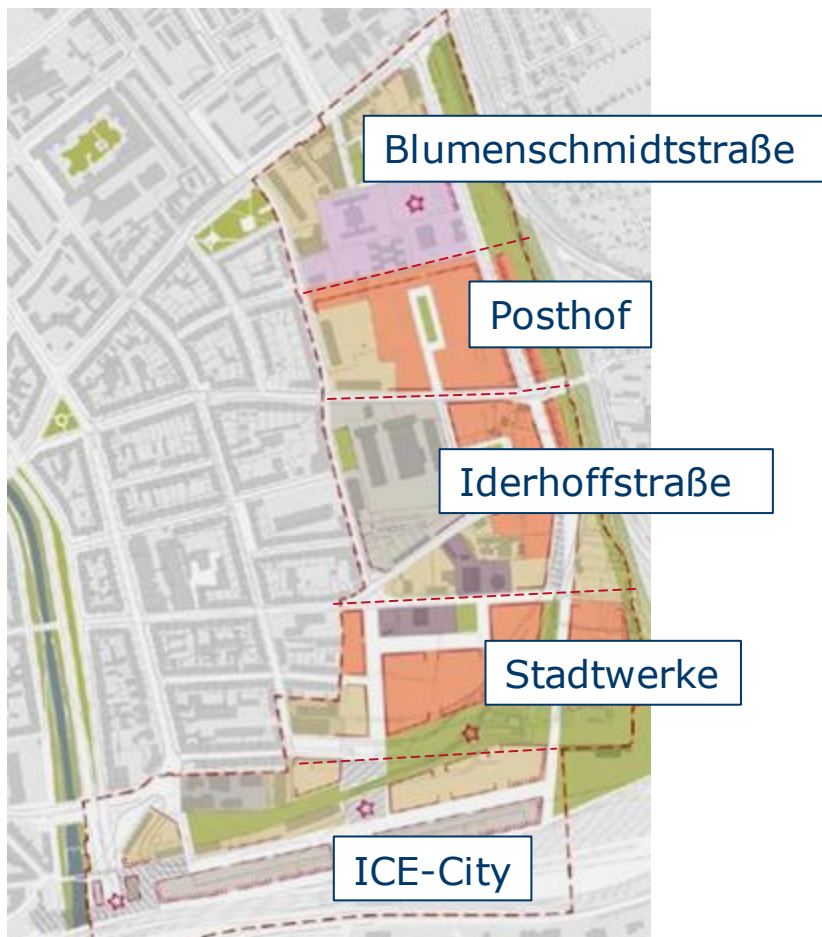 Blumenschmidtstraße
Posthof
Iderhoffstraße
Stadtwerke
ICE-City